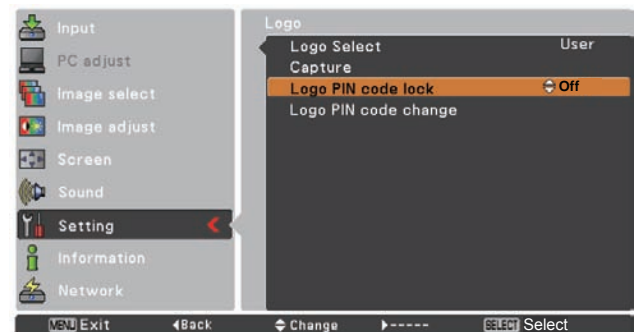 Input
PC adjust
Image select
Image adjust
Screen
Sound
Setting
Information
Network
Logo
Logo Select User
Capture
Logo PIN code lock Off
Logo PIN code change
MENU Exit Back Change ----- SELECT Select